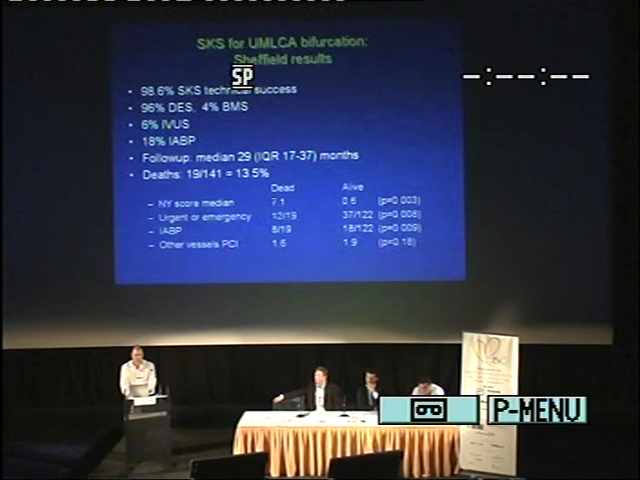 SKS for UMLCA bifurcation:
Sheffield results
SP
--:--:--
• 98.6% SKS technical success
• 96% DES, 4% BMS
• 6% IVUS
• 18% IABP
• Followup: median 29 (IQR 17-37) months
• Deaths: 19/141 = 13.5%
Dead Alive
– NY score median 7.1 0.6 (p=0.003)
– Urgent or emergency 12/19 37/122 (p=0.008)
– IABP 8/19 18/122 (p=0.009)
– Other vessels PCI 1.6 1.9 (p=0.18)
P-MENU